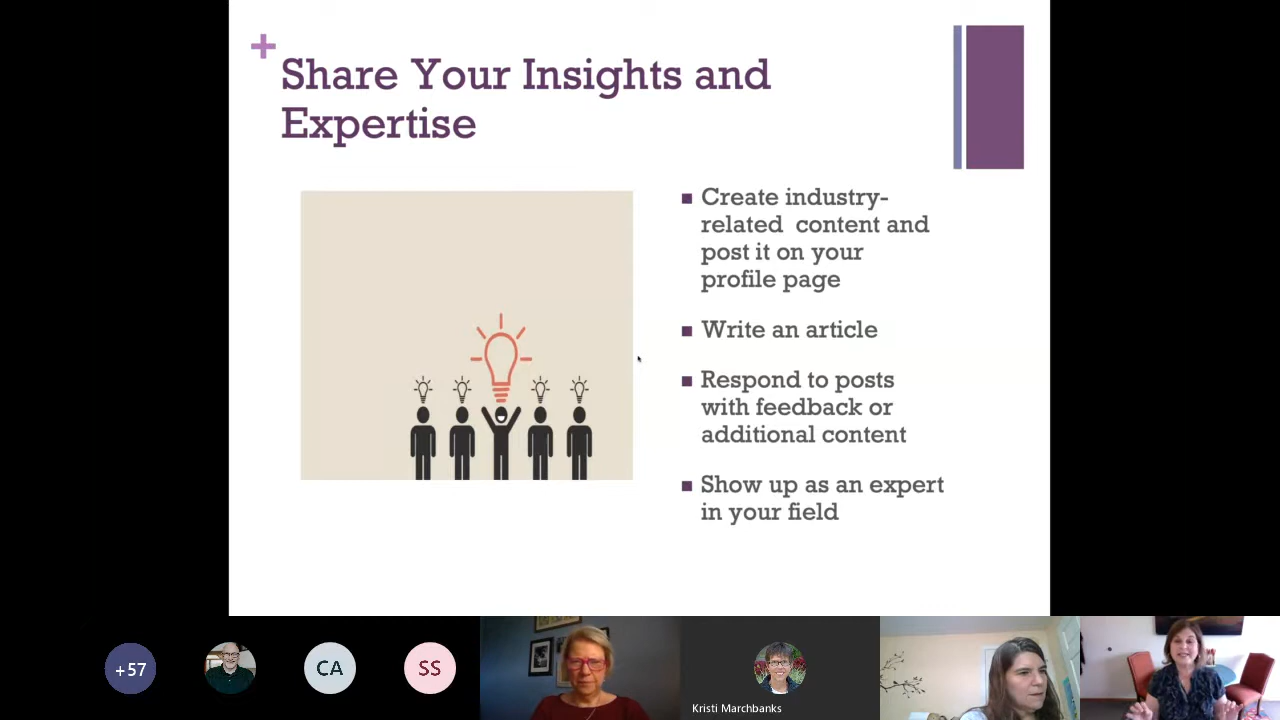 +
Share Your Insights and
Expertise
■ Create industry-
related  content and
post it on your
profile page
■ Write an article
■ Respond to posts
with feedback or
additional content
■ Show up as an expert
in your field
+57
CA
SS
Kristi Marchbanks